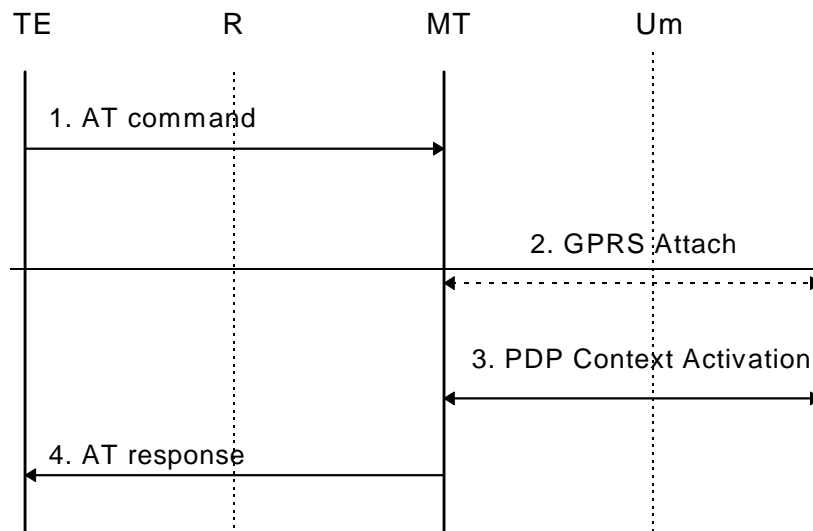 TE R MT Um
1. AT command
2. GPRS Attach
3. PDP Context Activation
4. AT response